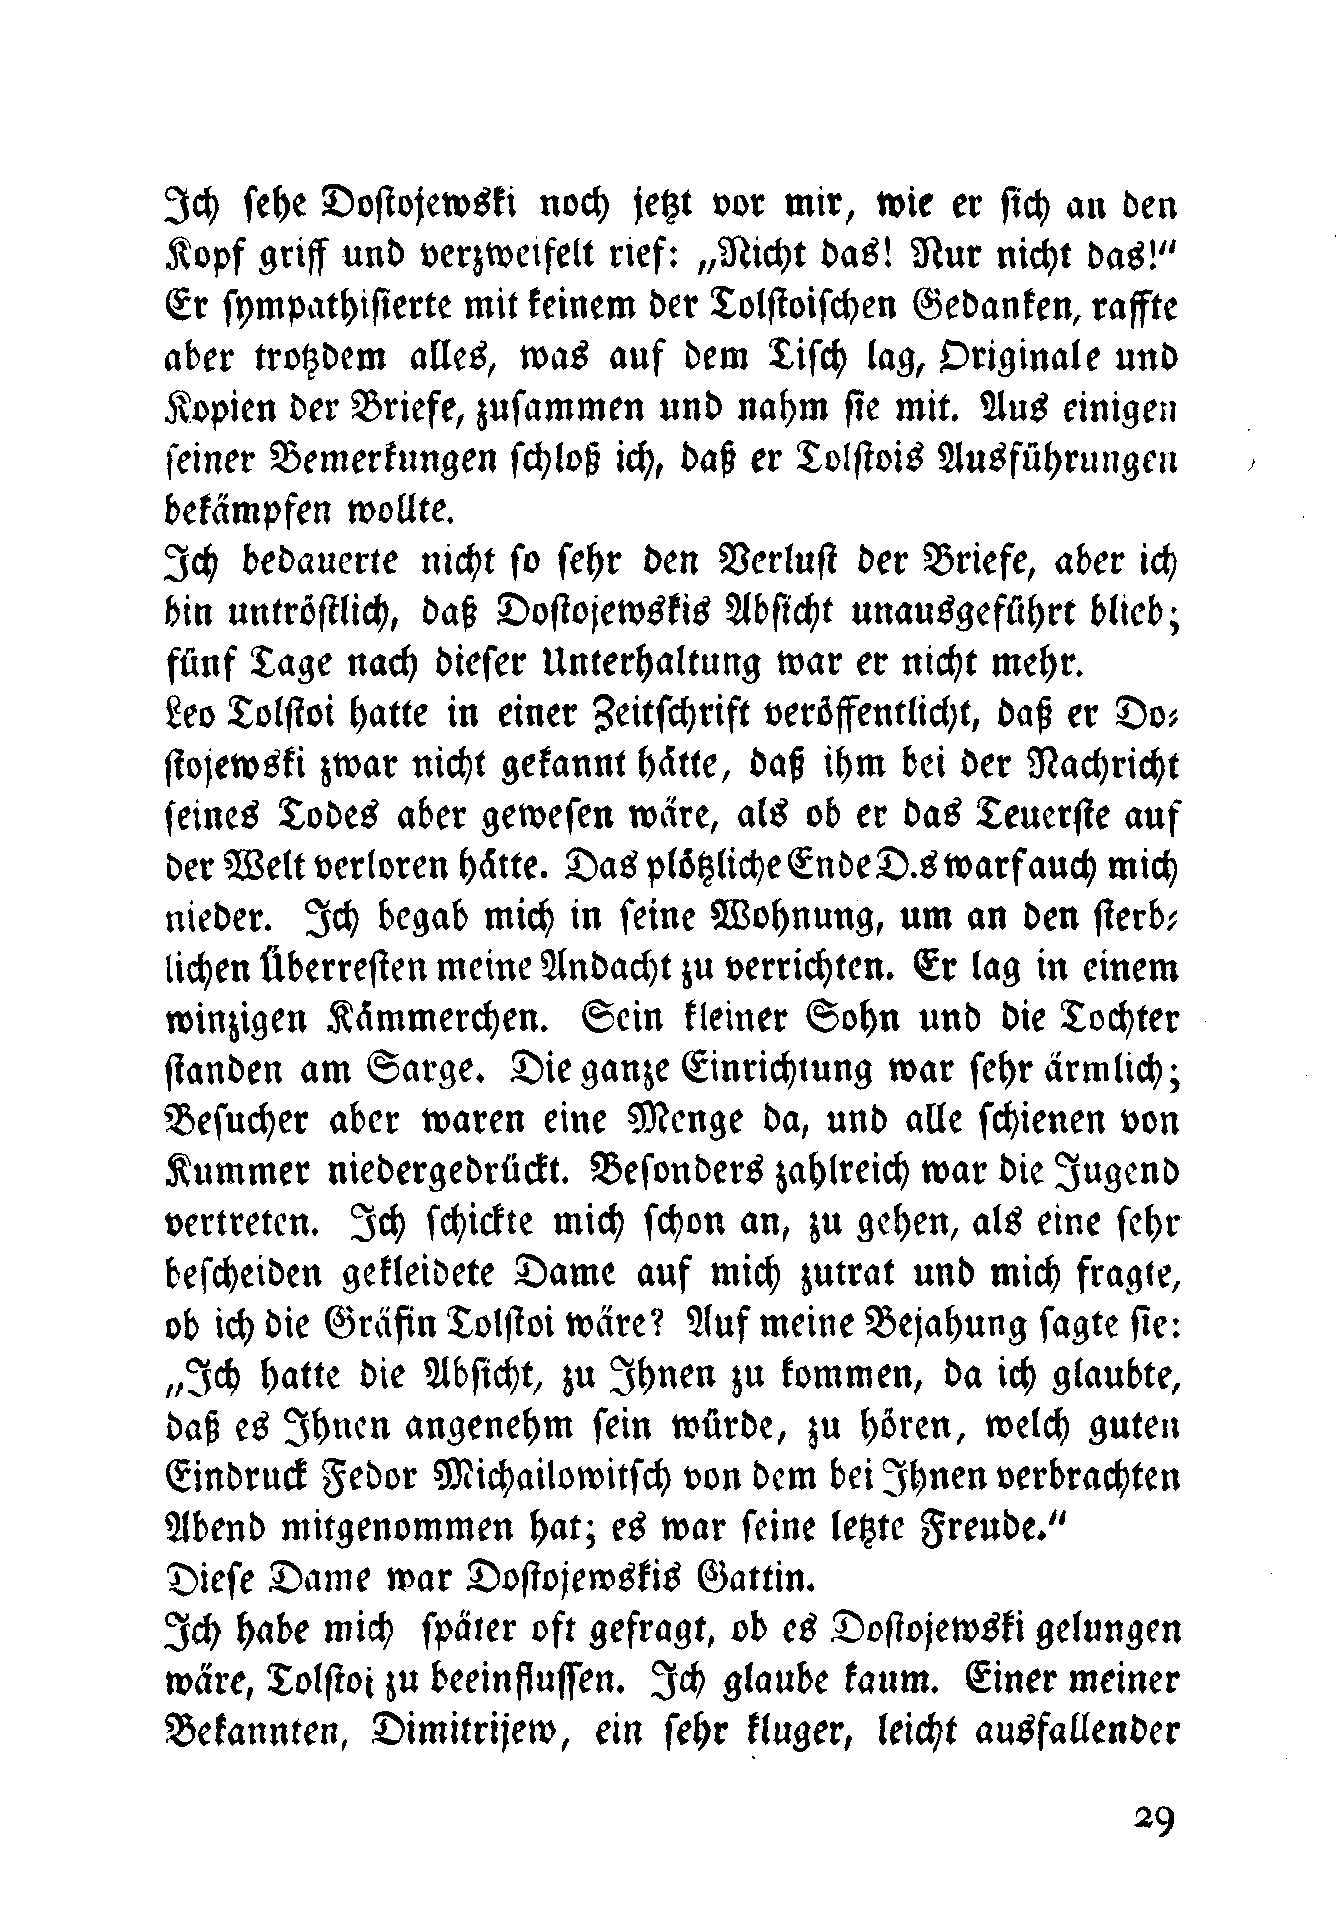 Ich sehe Dostojewski noch jetzt vor mir, wie er sich an den
Kopf griff und verzweifelt rief: „Nicht das! Nur nicht das!“
Er sympathisierte mit keinem der Tolstoischen Gedanken, raffte
aber trotzdem alles, was auf dem Tisch lag, Originale und
Kopien der Briefe, zusammen und nahm sie mit. Aus einigen
seiner Bemerkungen schloß ich, daß er Tolstois Ausführungen
bekämpfen wollte.
Ich bedauerte nicht so sehr den Verlust der Briefe, aber ich
bin untröstlich, daß Dostojewskis Absicht unausgeführt blieb;
fünf Tage nach dieser Unterhaltung war er nicht mehr.
Leo Tolstoi hatte in einer Zeitschrift veröffentlicht, daß er Do-
stojewski zwar nicht gekannt hätte, daß ihm bei der Nachricht
seines Todes aber gewesen wäre, als ob er das Teuerste auf
der Welt verloren hätte. Das plötzliche Ende D.s warf auch mich
nieder. Ich begab mich in seine Wohnung, um an den sterb-
lichen Überresten meine Andacht zu verrichten. Er lag in einem
winzigen Kämmerchen. Sein kleiner Sohn und die Tochter
standen am Sarge. Die ganze Einrichtung war sehr ärmlich;
Besucher aber waren eine Menge da, und alle schienen von
Kummer niedergedrückt. Besonders zahlreich war die Jugend
vertreten. Ich schickte mich schon an, zu gehen, als eine sehr
bescheiden gekleidete Dame auf mich zutrat und mich fragte,
ob ich die Gräfin Tolstoi wäre? Auf meine Bejahung sagte sie:
„Ich hatte die Absicht, zu Ihnen zu kommen, da ich glaubte,
daß es Ihnen angenehm sein würde, zu hören, welch guten
Eindruck Fedor Michailowitsch von dem bei Ihnen verbrachten
Abend mitgenommen hat; es war seine letzte Freude.“
Diese Dame war Dostojewskis Gattin.
Ich habe mich später oft gefragt, ob es Dostojewski gelungen
wäre, Tolstoi zu beeinflussen. Ich glaube kaum. Einer meiner
Bekannten, Dimitrijew, ein sehr kluger, leicht ausfallender
29